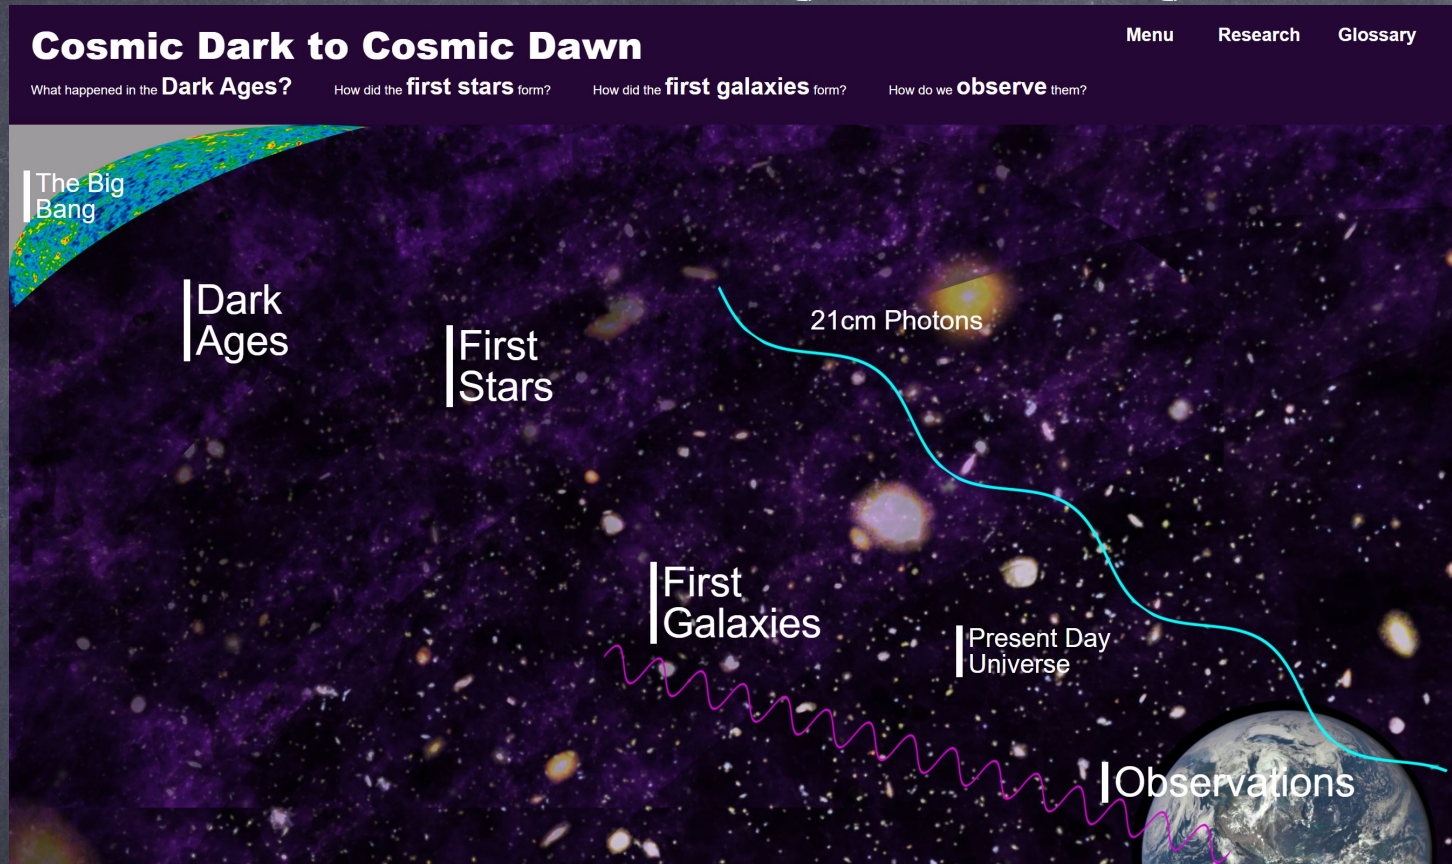 Cosmic Dark to Cosmic Dawn
Menu Research Glossary
What happened in the Dark Ages? How did the first stars form? How did the first galaxies form? How do we observe them?
The Big
Bang
Dark
Ages
First
Stars
21cm Photons
First
Galaxies
Present Day
Universe
Observations